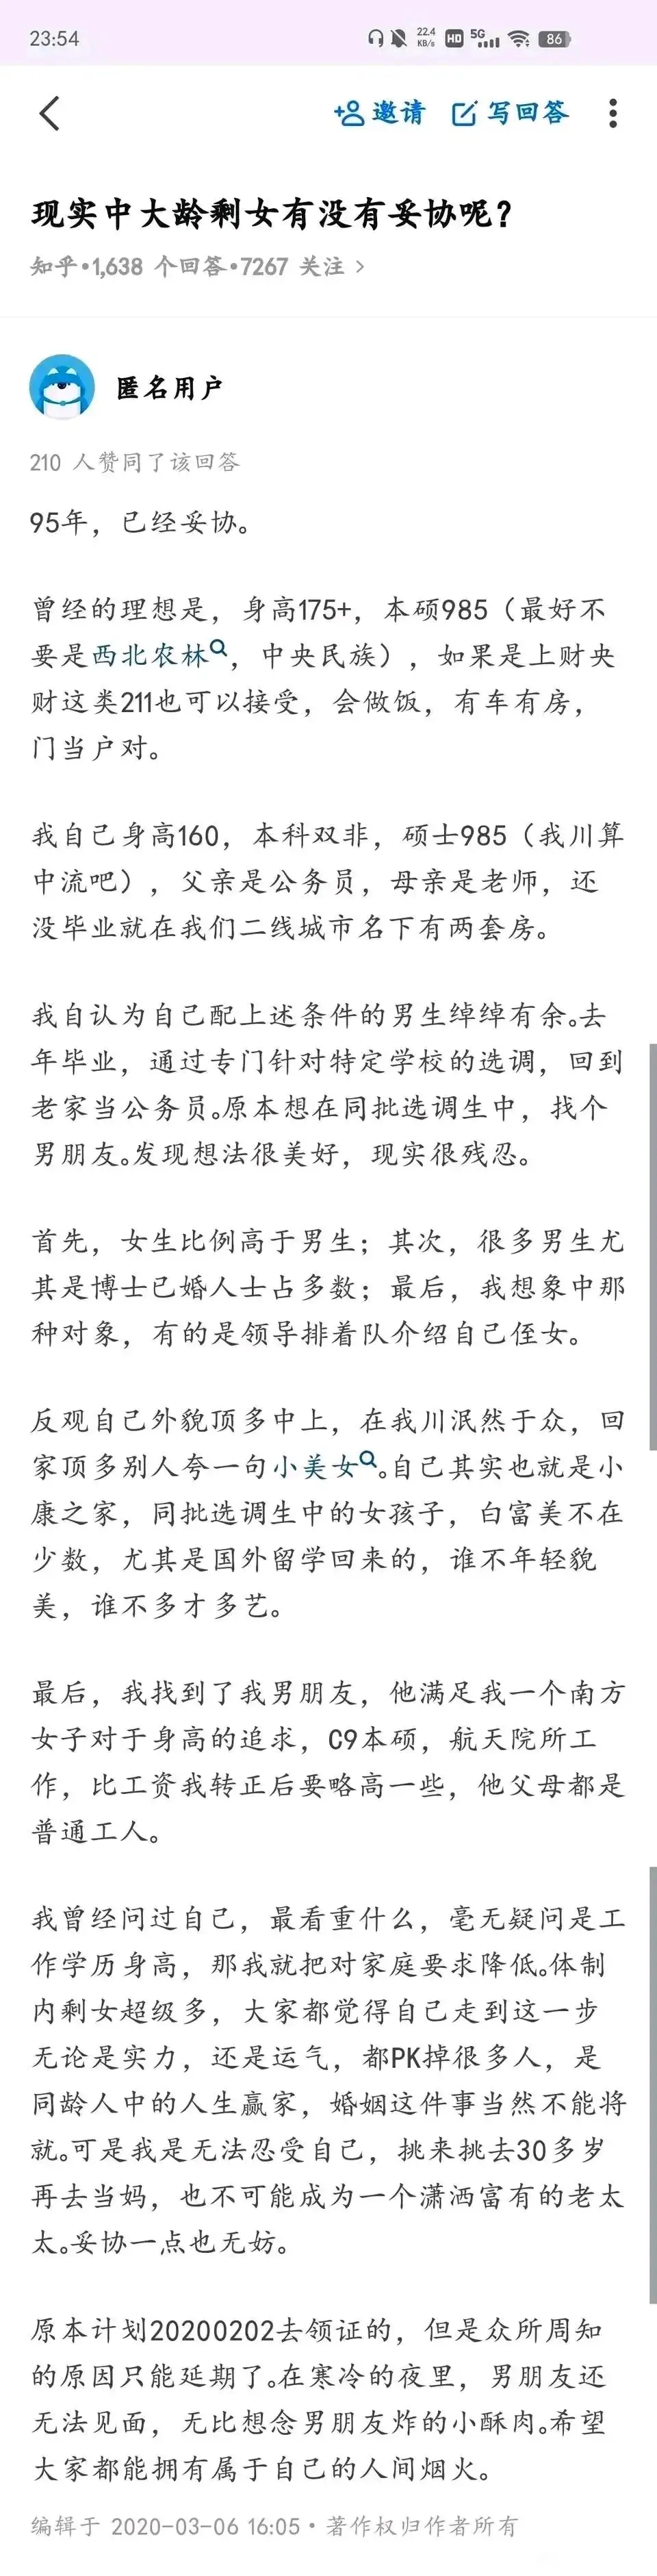 23:54
22.4
KB/s
HD
5G
86
邀请
写回答
现实中大龄剩女有没有妥协呢？
知乎·1,638 个回答·7267 关注 >
匿名用户
210 人赞同了该回答
95年，已经妥协。
曾经的理想是，身高175+，本硕985（最好不
要是西北农林，中央民族），如果是上财央
财这类211也可以接受，会做饭，有车有房，
门当户对。
我自己身高160，本科双非，硕士985（我川算
中流吧），父亲是公务员，母亲是老师，还
没毕业就在我们二线城市名下有两套房。
我自认为自己配上述条件的男生绰绰有余。去
年毕业，通过专门针对特定学校的选调，回到
老家当公务员。原本想在同批选调生中，找个
男朋友。发现想法很美好，现实很残忍。
首先，女生比例高于男生；其次，很多男生尤
其是博士已婚人士占多数；最后，我想象中那
种对象，有的是领导排着队介绍自己侄女。
反观自己外貌顶多中上，在我川泯然于众，回
家顶多别人夸一句小美女。自己其实也就是小
康之家，同批选调生中的女孩子，白富美不在
少数，尤其是国外留学回来的，谁不年轻貌
美，谁不多才多艺。
最后，我找到了我男朋友，他满足我一个南方
女子对于身高的追求，C9本硕，航天院所工
作，比工资我转正后要略高一些，他父母都是
普通工人。
我曾经问过自己，最看重什么，毫无疑问是工
作学历身高，那我就把对家庭要求降低。体制
内剩女超级多，大家都觉得自己走到这一步
无论是实力，还是运气，都PK掉很多人，是
同龄人中的人生赢家，婚姻这件事当然不能将
就。可是我是无法忍受自己，挑来挑去30多岁
再去当妈，也不可能成为一个潇洒富有的老太
太。妥协一点也无妨。
原本计划20200202去领证的，但是众所周知
的原因只能延期了。在寒冷的夜里，男朋友还
无法见面，无比想念男朋友炸的小酥肉。希望
大家都能拥有属于自己的人间烟火。
编辑于 2020-03-06 16:05·著作权归作者所有